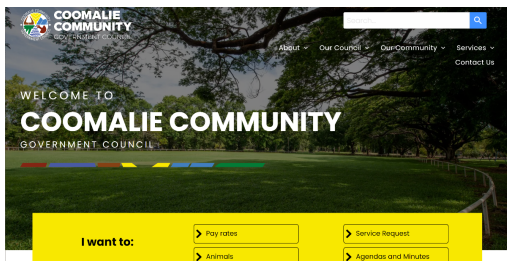 COOMALIE
COMMUNITY
GOVERNMENT COUNCIL
Search...
About
Our Council
Our Community
Services
Contact Us
WELCOME TO
COOMALIE COMMUNITY
GOVERNMENT COUNCIL
I want to:
Pay rates
Service Request
Animals
Agendas and Minutes